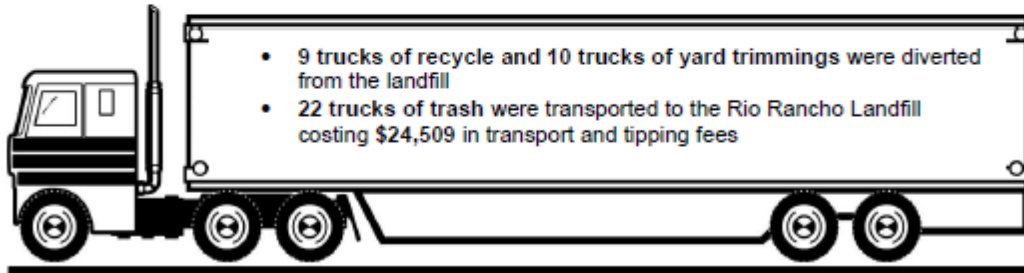 • 9 trucks of recycle and 10 trucks of yard trimmings were diverted
from the landfill
• 22 trucks of trash were transported to the Rio Rancho Landfill
costing $24,509 in transport and tipping fees